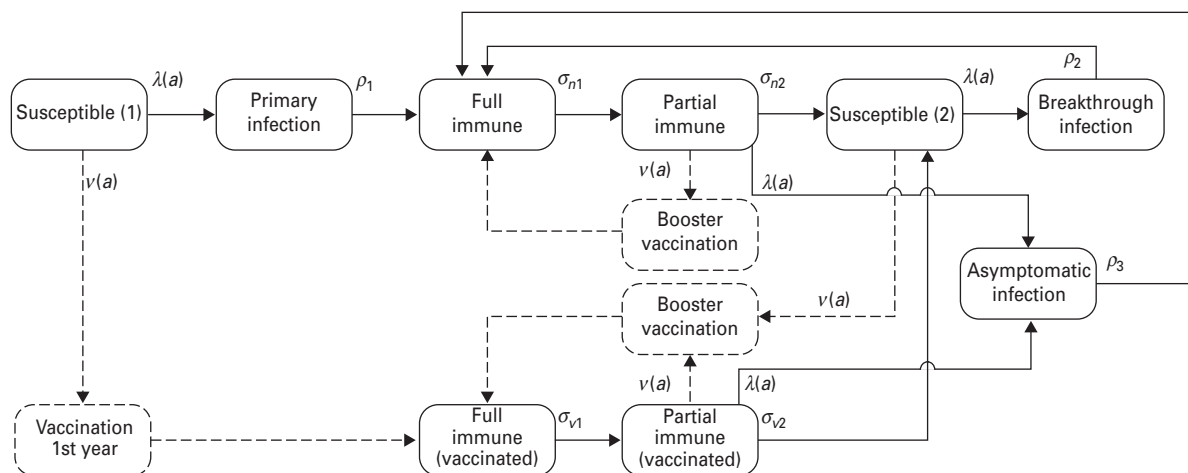 λ(a)
ρ1
σn1
σn2
λ(a)
ρ2
Susceptible (1)
Primary
infection
Full
immune
Partial
immune
Susceptible (2)
Breakthrough
infection
ν(a)
ν(a)
λ(a)
Booster
vaccination
Asymptomatic
infection
ρ3
Booster
vaccination
ν(a)
ν(a)
λ(a)
Vaccination
1st year
Full
immune
(vaccinated)
σv1
Partial
immune
(vaccinated)
σv2